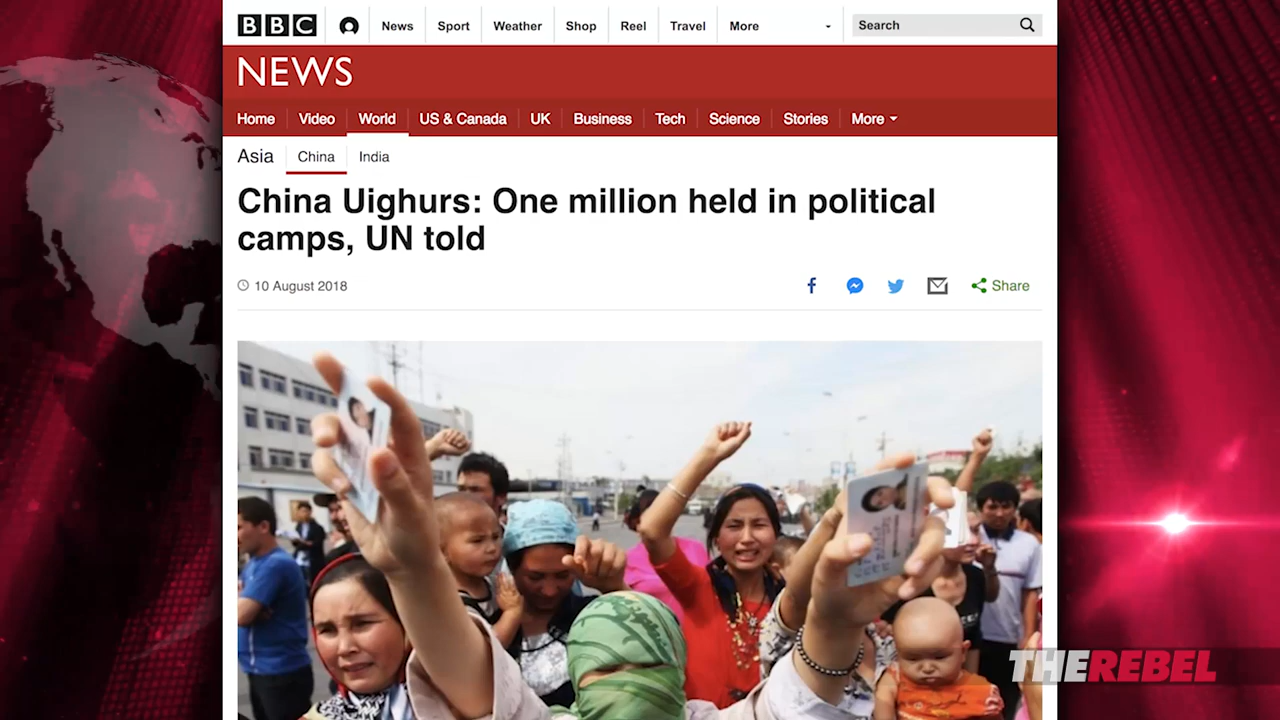 BBC News Sport Weather Shop Reel Travel More Search
NEWS
Home Video World US & Canada UK Business Tech Science Stories More
Asia China India
China Uighurs: One million held in political
camps, UN told
10 August 2018 Share
THEREBEL